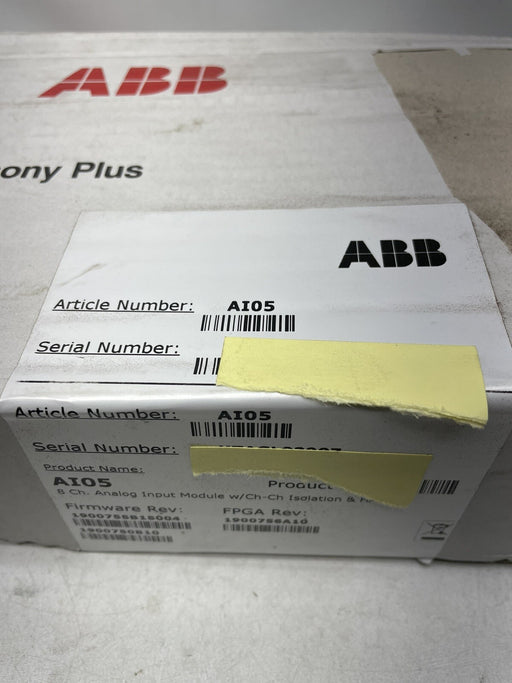 ABB
ony Plus
ABB
Article Number: AI05
Serial Number:
Article Number: AI05
Serial Number:
Product Name:
AI05
8 Ch. Analog Input Module w/Ch-Ch Isolation &
Firmware Rev: FPGA Rev: